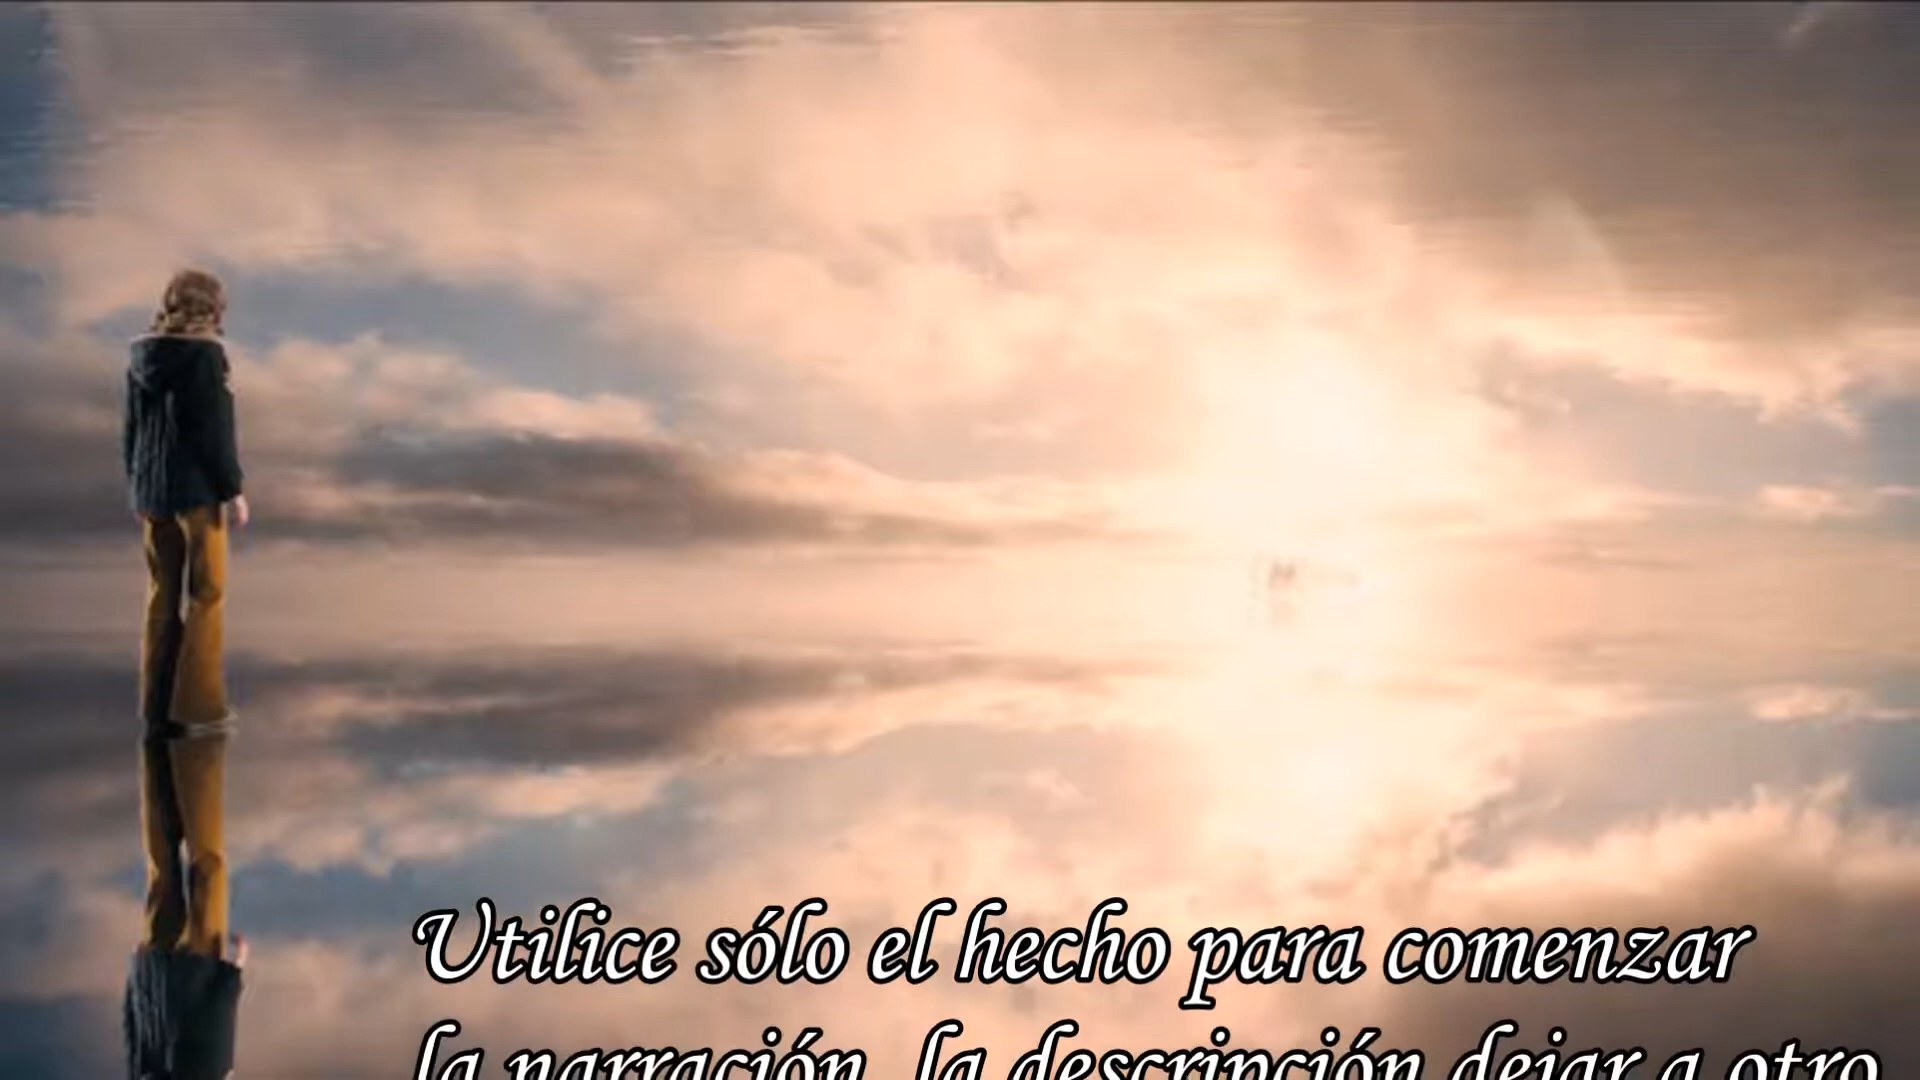 Utilice sólo el hecho para comenzar
la narración, la descripción dejar a otro